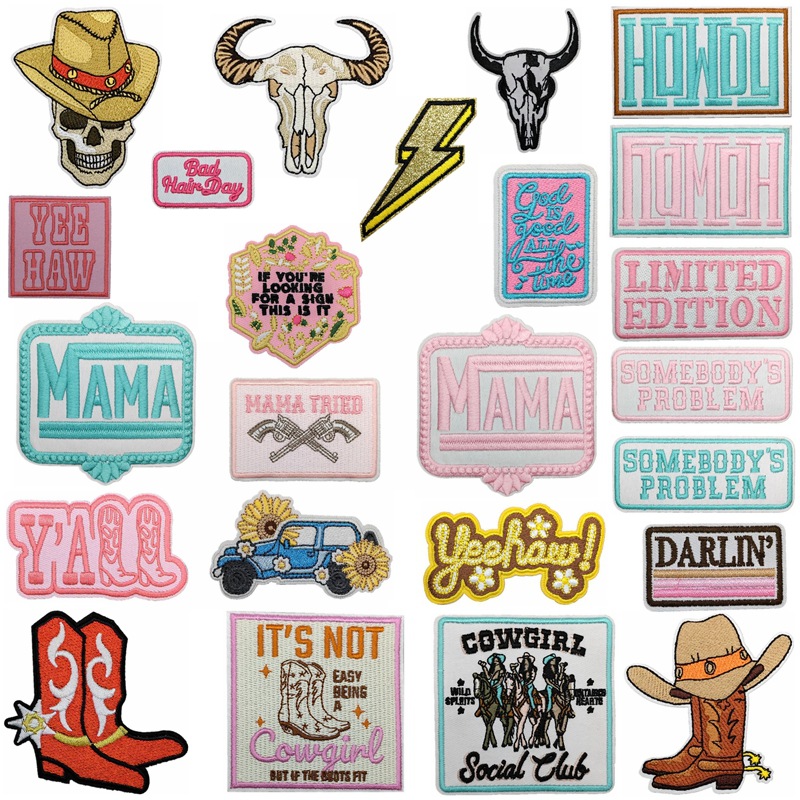 HOWDY
Bad
Hair Day
HOWDY
YEE
HAW
God
IS
good
ALL
the
time
IF YOU'RE
LOOKING
FOR A SIGN
THIS IS IT
LIMITED
EDITION
MAMA
MAMA TRIED
MAMA
SOMEBODY'S
PROBLEM
SOMEBODY'S
PROBLEM
Y'ALL
Yeehaw!
DARLIN'
IT'S NOT
EASY
BEING
A
Cowgirl
BUT IF THE BOOTS FIT
COWGIRL
WILD
SPIRITS
UNTAMED
HEARTS
Social Club